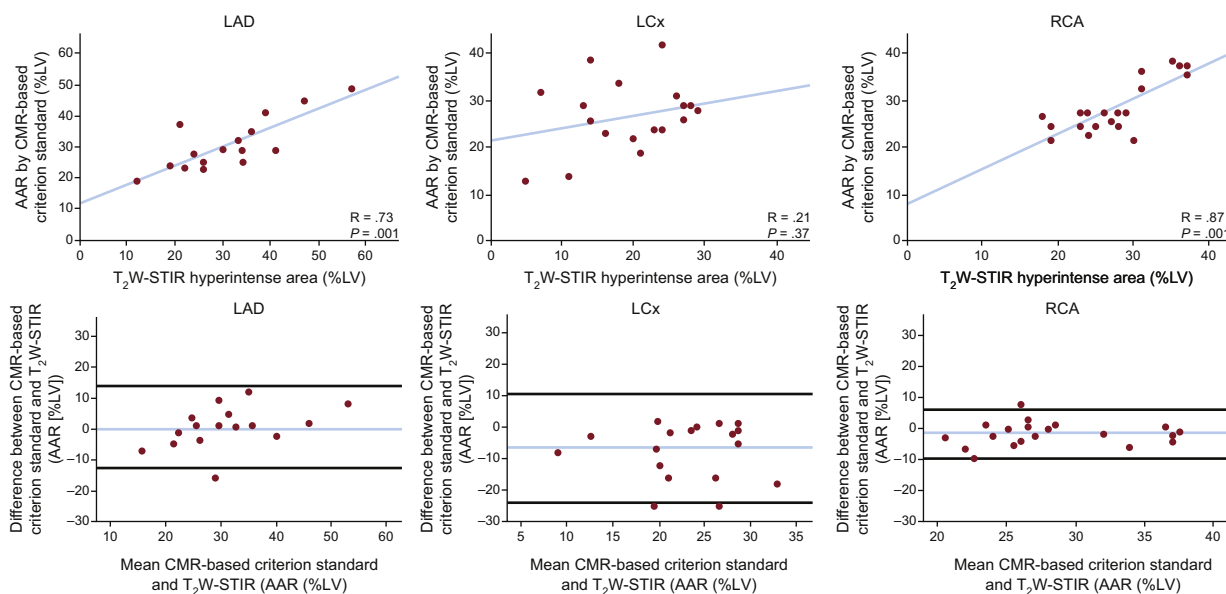 LAD
AAR by CMR-based
criterion standard (%LV)
60
50
40
30
20
10
0
0 10 20 30 40 50 60
R = .73
P = .001
T2W-STIR hyperintense area (%LV)
LCx
AAR by CMR-based
criterion standard (%LV)
40
30
20
10
0
0 10 20 30 40
R = .21
P = .37
T2W-STIR hyperintense area (%LV)
RCA
AAR by CMR-based
criterion standard (%LV)
40
30
20
10
0
0 10 20 30 40
R = .87
P = .001
T2W-STIR hyperintense area (%LV)
LAD
Difference between CMR-based
criterion standard and T2W-STIR
(AAR [%LV])
30
20
10
0
–10
–20
–30
10 20 30 40 50 60
Mean CMR-based criterion standard
and T2W-STIR (AAR (%LV)
LCx
Difference between CMR-based
criterion standard and T2W-STIR
(AAR [%LV])
30
20
10
0
–10
–20
–30
5 10 15 20 25 30 35
Mean CMR-based criterion standard
and T2W-STIR (AAR (%LV)
RCA
Difference between CMR-based
criterion standard and T2W-STIR
(AAR [%LV])
30
20
10
0
–10
–20
–30
20 25 30 35 40
Mean CMR-based criterion standard
and T2W-STIR (AAR (%LV)